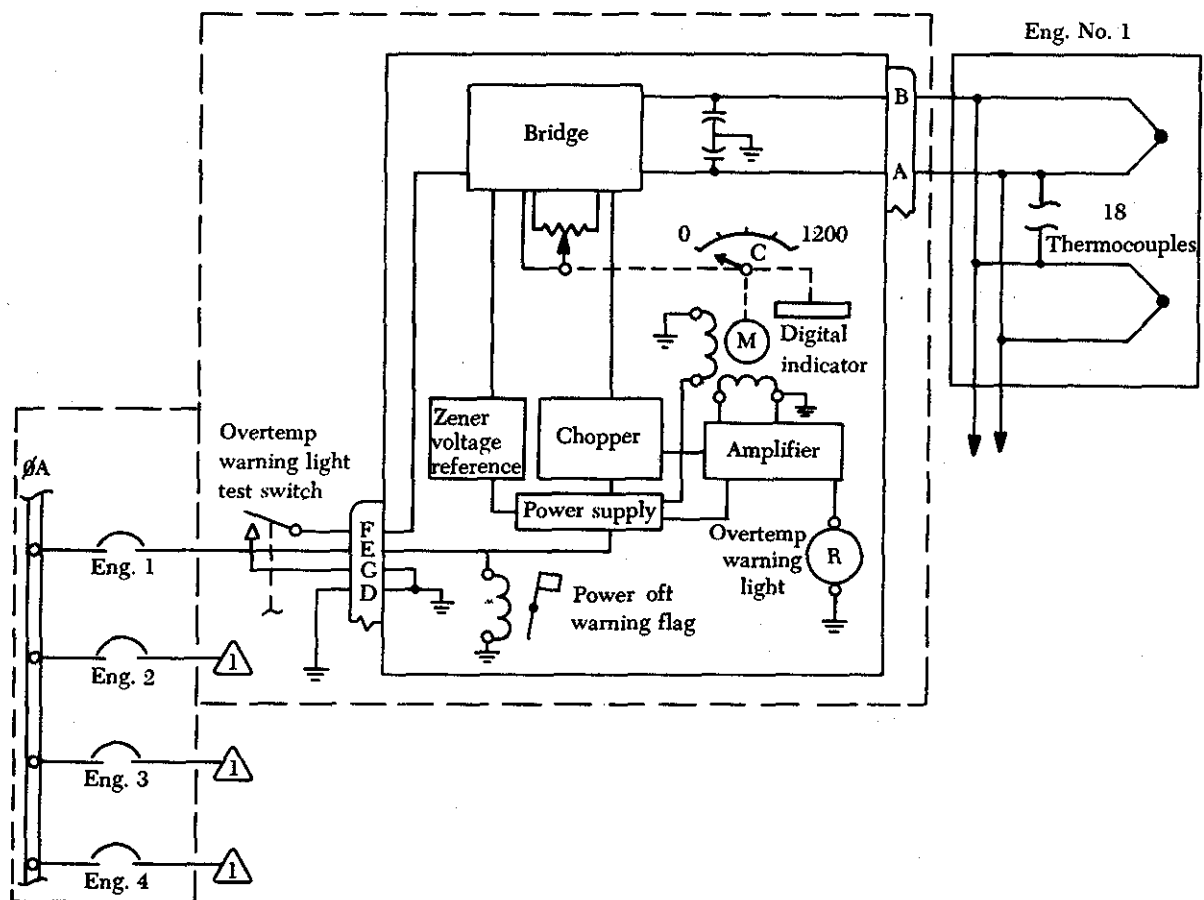 Eng. No. 1
Bridge
B
A
18
Thermocouples
0
1200
C
M
Digital
indicator
Zener
voltage
reference
Chopper
Amplifier
Power supply
ØA
Overtemp
warning light
test switch
F
E
G
D
Overtemp
warning
light
R
Power oft
warning flag
Eng. 1
Eng. 2
1
Eng. 3
1
Eng. 4
1